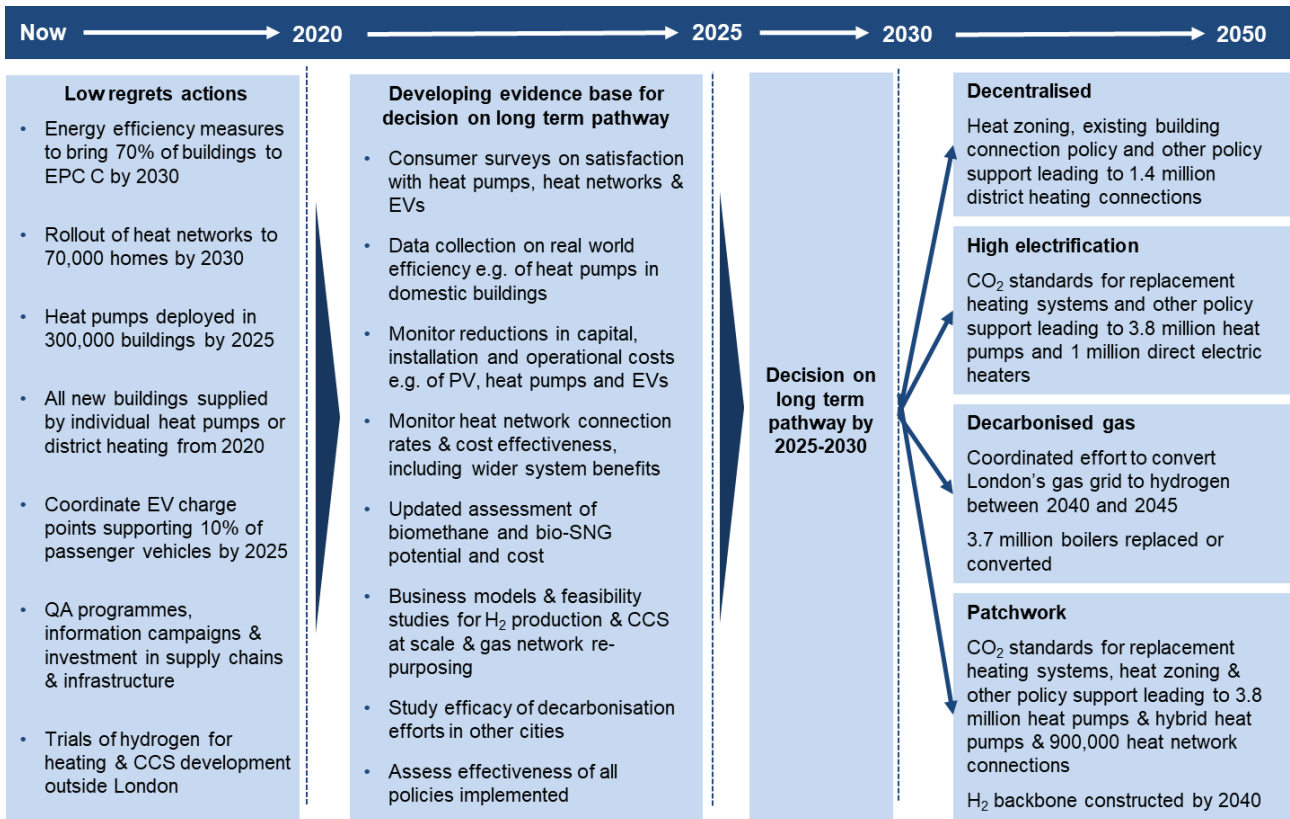 Now
2020
2025
2030
2050
Low regrets actions
• Energy efficiency measures
to bring 70% of buildings to
EPC C by 2030
• Rollout of heat networks to
70,000 homes by 2030
• Heat pumps deployed in
300,000 buildings by 2025
• All new buildings supplied
by individual heat pumps or
district heating from 2020
• Coordinate EV charge
points supporting 10% of
passenger vehicles by 2025
• QA programmes,
information campaigns &
investment in supply chains
& infrastructure
• Trials of hydrogen for
heating & CCS development
outside London
Developing evidence base for
decision on long term pathway
• Consumer surveys on satisfaction
with heat pumps, heat networks &
EVs
• Data collection on real world
efficiency e.g. of heat pumps in
domestic buildings
• Monitor reductions in capital,
installation and operational costs
e.g. of PV, heat pumps and EVs
• Monitor heat network connection
rates & cost effectiveness,
including wider system benefits
• Updated assessment of
biomethane and bio-SNG
potential and cost
• Business models & feasibility
studies for H₂ production & CCS
at scale & gas network re-
purposing
• Study efficacy of decarbonisation
efforts in other cities
• Assess effectiveness of all
policies implemented
Decision on
long term
pathway by
2025-2030
Decentralised
Heat zoning, existing building
connection policy and other policy
support leading to 1.4 million
district heating connections
High electrification
CO₂ standards for replacement
heating systems and other policy
support leading to 3.8 million heat
pumps and 1 million direct electric
heaters
Decarbonised gas
Coordinated effort to convert
London's gas grid to hydrogen
between 2040 and 2045
3.7 million boilers replaced or
converted
Patchwork
CO₂ standards for replacement
heating systems, heat zoning &
other policy support leading to 3.8
million heat pumps & hybrid heat
pumps & 900,000 heat network
connections
H₂ backbone constructed by 2040